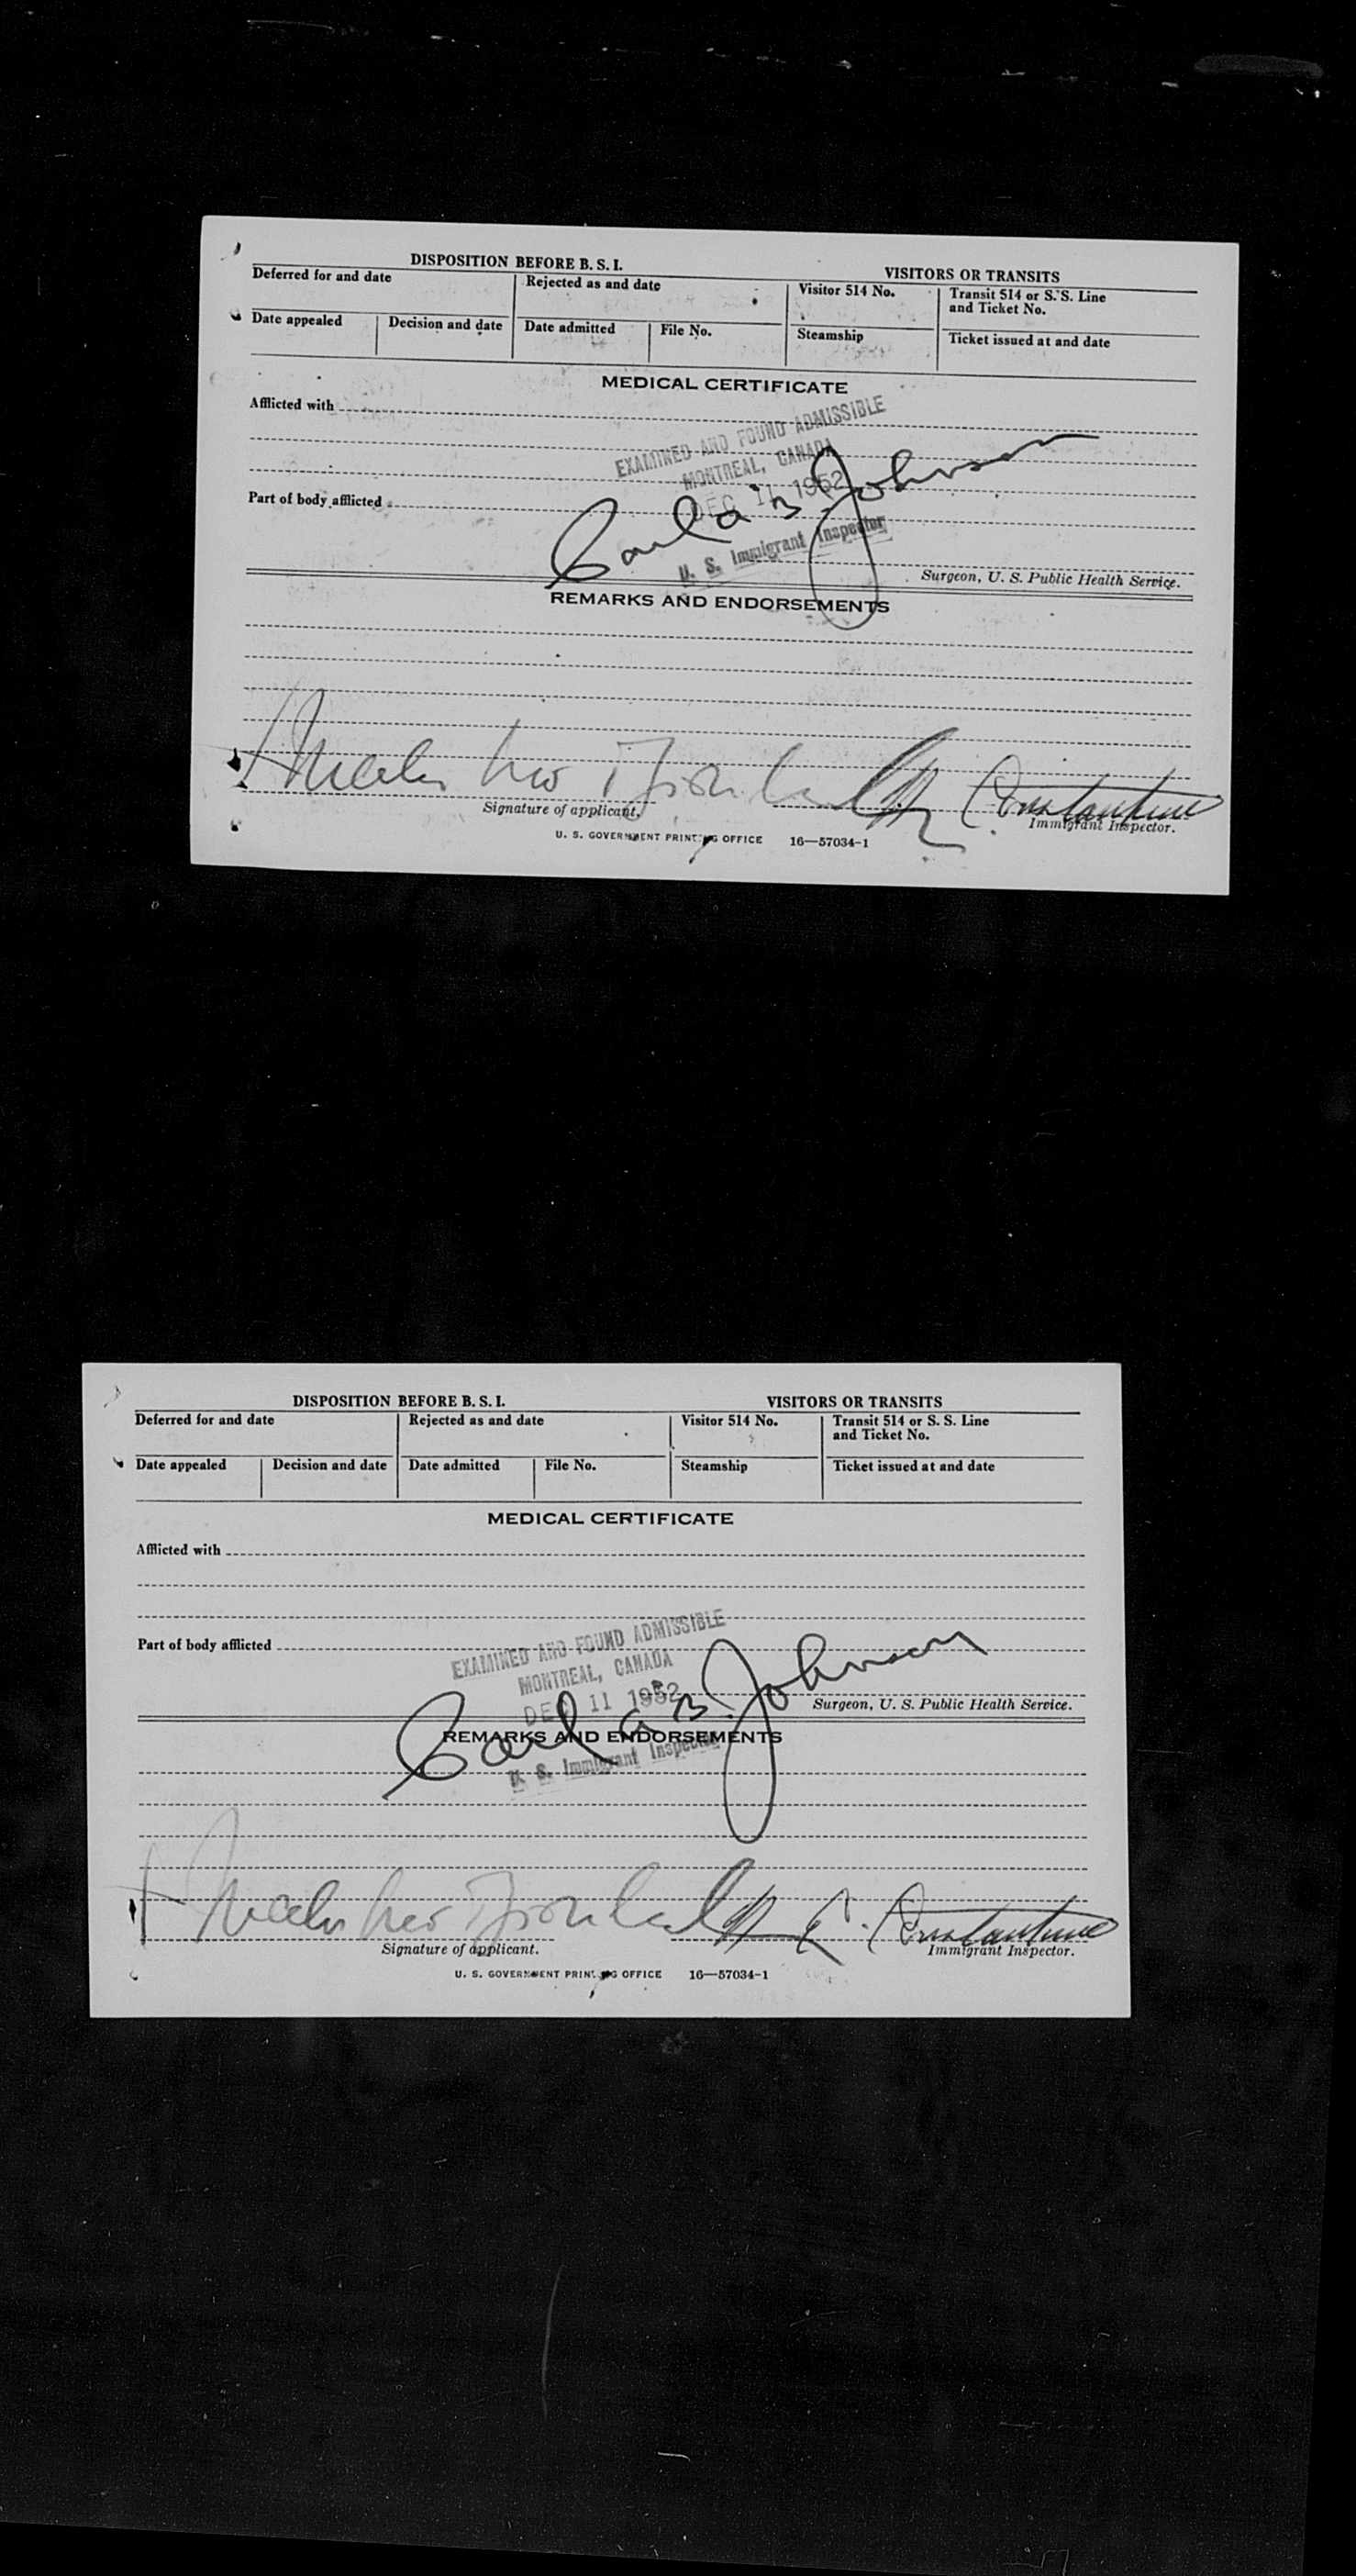 DISPOSITION BEFORE B. S. I. VISITORS OR TRANSITS
Deferred for and date Rejected as and date Visitor 514 No. Transit 514 or S. S. Line
and Ticket No.
Date appealed Decision and date Date admitted File No. Steamship Ticket issued at and date
MEDICAL CERTIFICATE
Afflicted with
EXAMINED AND FOUND ADMISSIBLE
MONTREAL, CANADA
DEC 11 1952
Part of body afflicted
Carl a B. Johnson
U. S. Immigrant Inspector
Surgeon, U. S. Public Health Service.
REMARKS AND ENDORSEMENTS
Constantine
Signature of applicant. Immigrant Inspector.
U. S. GOVERNMENT PRINTING OFFICE 16—57034-1
DISPOSITION BEFORE B. S. I. VISITORS OR TRANSITS
Deferred for and date Rejected as and date Visitor 514 No. Transit 514 or S. S. Line
and Ticket No.
Date appealed Decision and date Date admitted File No. Steamship Ticket issued at and date
MEDICAL CERTIFICATE
Afflicted with
EXAMINED AND FOUND ADMISSIBLE
Part of body afflicted
MONTREAL, CANADA
DEC 11 1952
Carl a B. Johnson
Surgeon, U. S. Public Health Service.
REMARKS AND ENDORSEMENTS
U. S. Immigrant Inspector
C. Constantine
Signature of applicant. Immigrant Inspector.
U. S. GOVERNMENT PRINTING OFFICE 16—57034-1